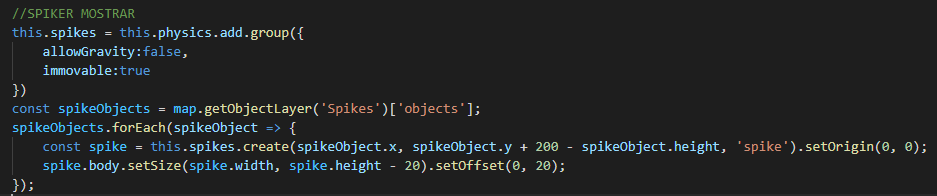 //SPIKER MOSTRAR
this.spikes = this.physics.add.group({
    allowGravity:false,
    immovable:true
})
const spikeObjects = map.getObjectLayer('Spikes')['objects'];
spikeObjects.forEach(spikeObject => {
    const spike = this.spikes.create(spikeObject.x, spikeObject.y + 200 - spikeObject.height, 'spike').setOrigin(0, 0);
    spike.body.setSize(spike.width, spike.height - 20).setOffset(0, 20);
});